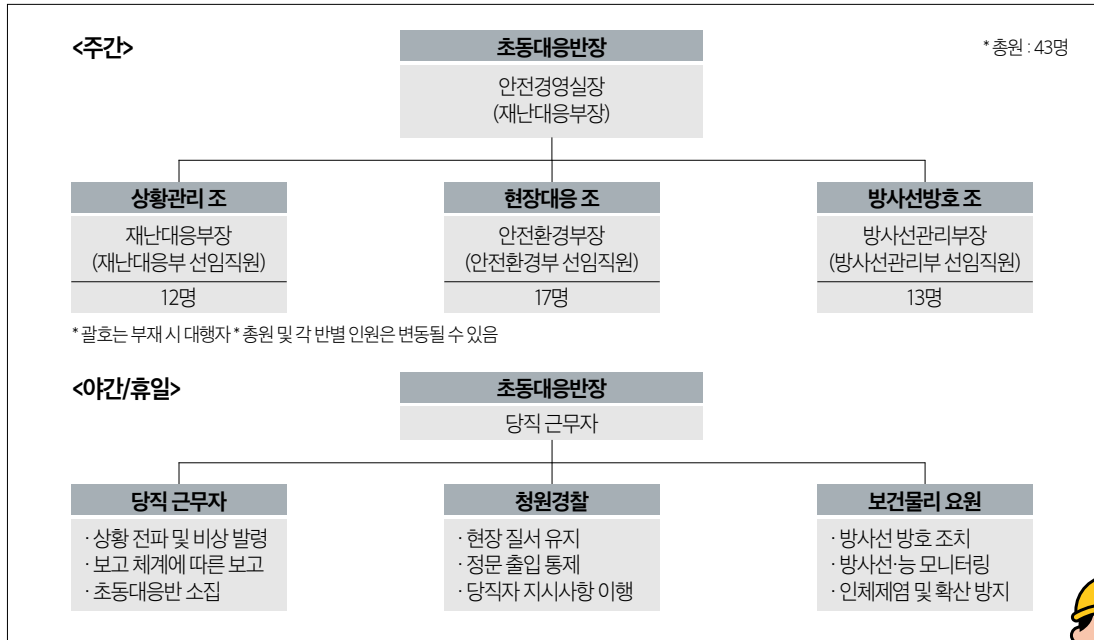 <주간>
초동대응반장
* 총원 : 43명
안전경영실장
(재난대응부장)
상황관리 조
현장대응 조
방사선방호 조
재난대응부장
(재난대응부 선임직원)
12명
안전환경부장
(안전환경부 선임직원)
17명
방사선관리부장
(방사선관리부 선임직원)
13명
* 괄호는 부재 시 대행자 * 총원 및 각 반별 인원은 변동될 수 있음
<야간/휴일>
초동대응반장
당직 근무자
당직 근무자
· 상황 전파 및 비상 발령
· 보고 체계에 따른 보고
· 초동대응반 소집
청원경찰
· 현장 질서 유지
· 정문 출입 통제
· 당직자 지시사항 이행
보건물리 요원
· 방사선 방호 조치
· 방사선·능 모니터링
· 인체제염 및 확산 방지